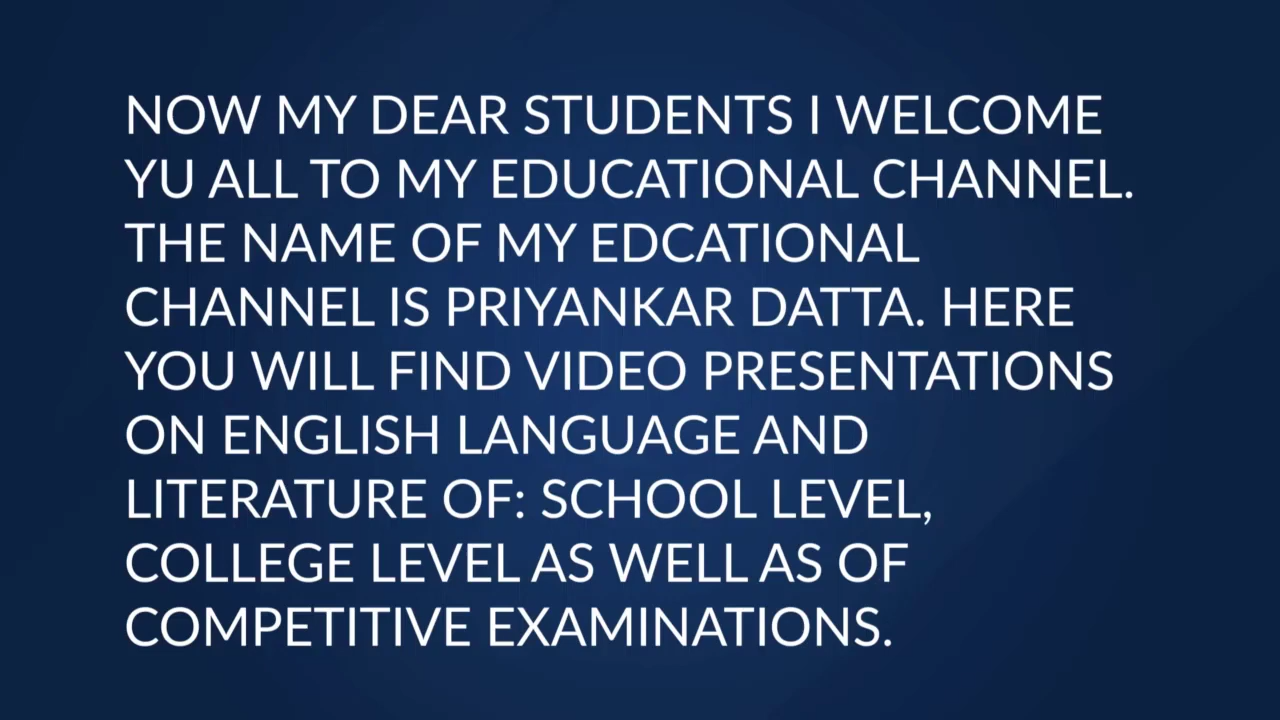 NOW MY DEAR STUDENTS I WELCOME
YU ALL TO MY EDUCATIONAL CHANNEL.
THE NAME OF MY EDCATIONAL
CHANNEL IS PRIYANKAR DATTA. HERE
YOU WILL FIND VIDEO PRESENTATIONS
ON ENGLISH LANGUAGE AND
LITERATURE OF: SCHOOL LEVEL,
COLLEGE LEVEL AS WELL AS OF
COMPETITIVE EXAMINATIONS.